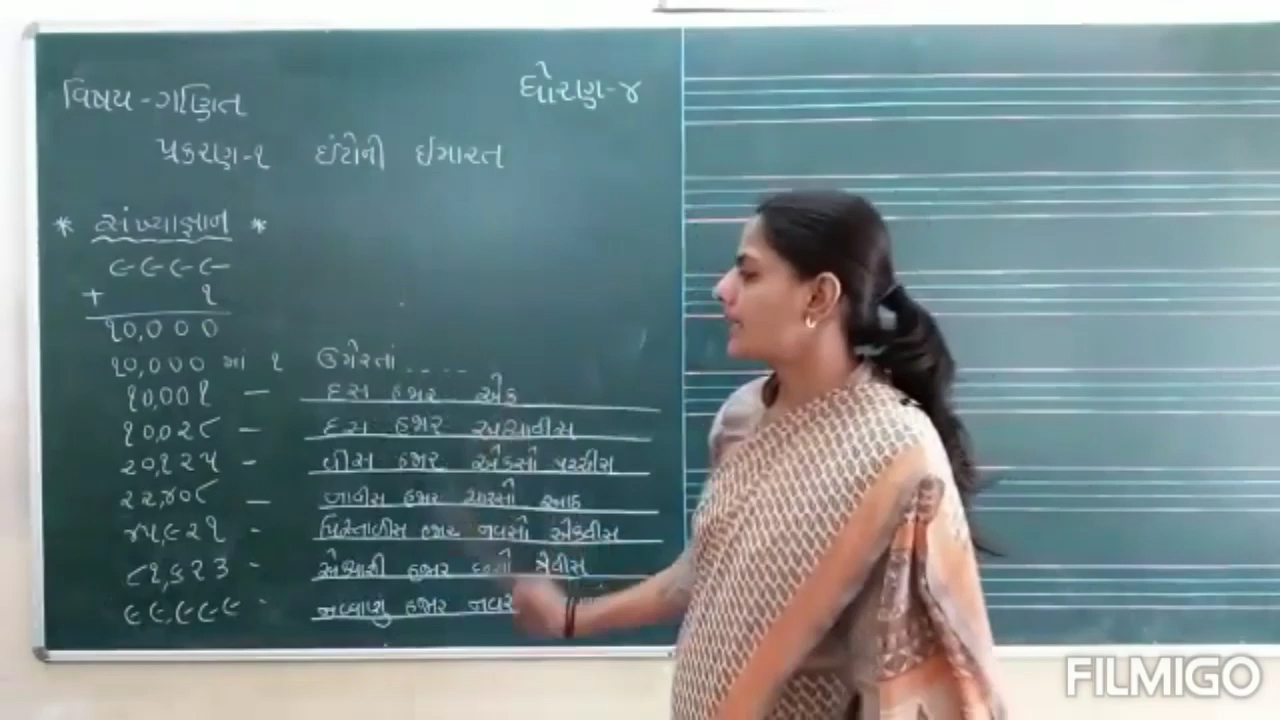 વિષય - ગણિત
ધોરણ - ૪
પ્રકરણ - ૧ ઈંટોની ઈમારત
* સંખ્યાજ્ઞાન *
૯૯૯૯
+ ૧
૧૦,૦૦૦
૧૦,૦૦૦ માં ૧ ઉમેરતાં ....
૧૦,૦૦૧ — દસ હજાર એક
૧૦,૦૨૮ — દસ હજાર અઠ્યાવીસ
૨૦,૧૨૫ - વીસ હજાર એકસો પચ્ચીસ
૨૨,૪૦૮ — બાવીસ હજાર ચારસો આઠ
૪૫,૯૨૧ - પિસ્તાળીસ હજાર નવસો એકવીસ
૮૧,૬૨૩ - એક્યાશી હજાર છસ્સો ત્રેવીસ
૯૯,૯૯૯ - નવ્વાણું હજાર
FILMIGO